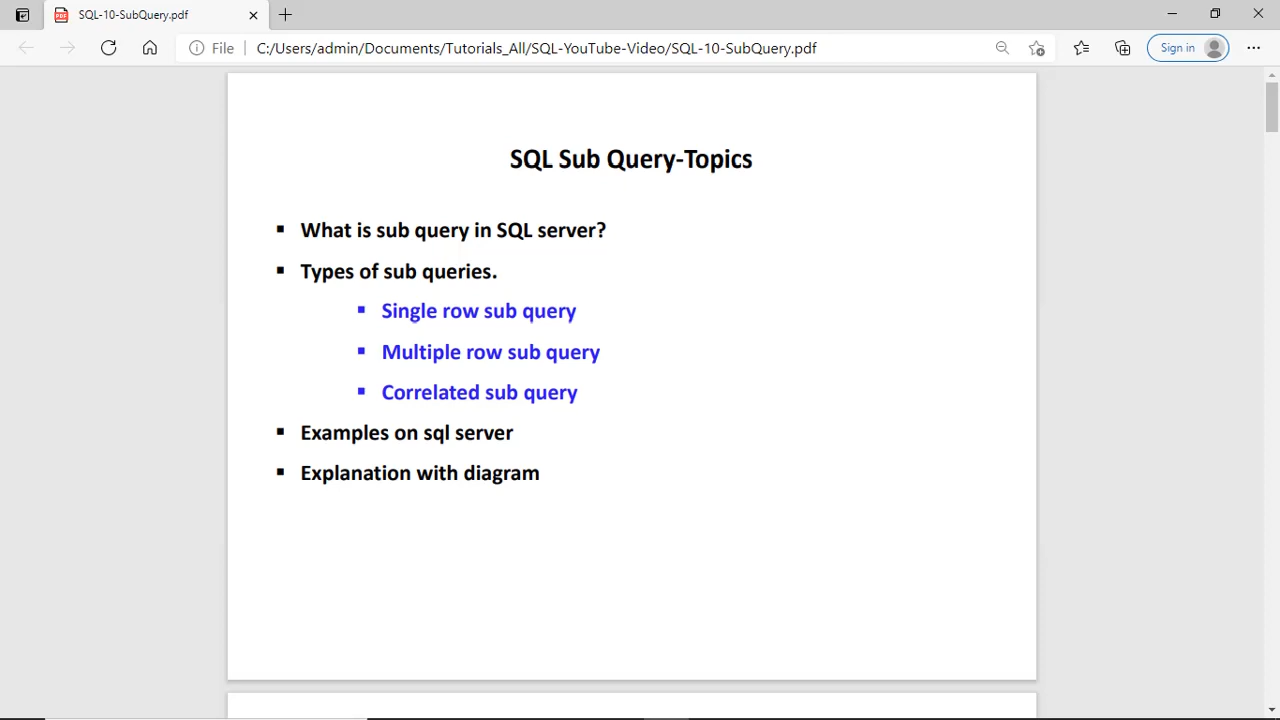 SQL-10-SubQuery.pdf
File C:/Users/admin/Documents/Tutorials_All/SQL-YouTube-Video/SQL-10-SubQuery.pdf Sign in
SQL Sub Query-Topics
▪ What is sub query in SQL server?
▪ Types of sub queries.
▪ Single row sub query
▪ Multiple row sub query
▪ Correlated sub query
▪ Examples on sql server
▪ Explanation with diagram